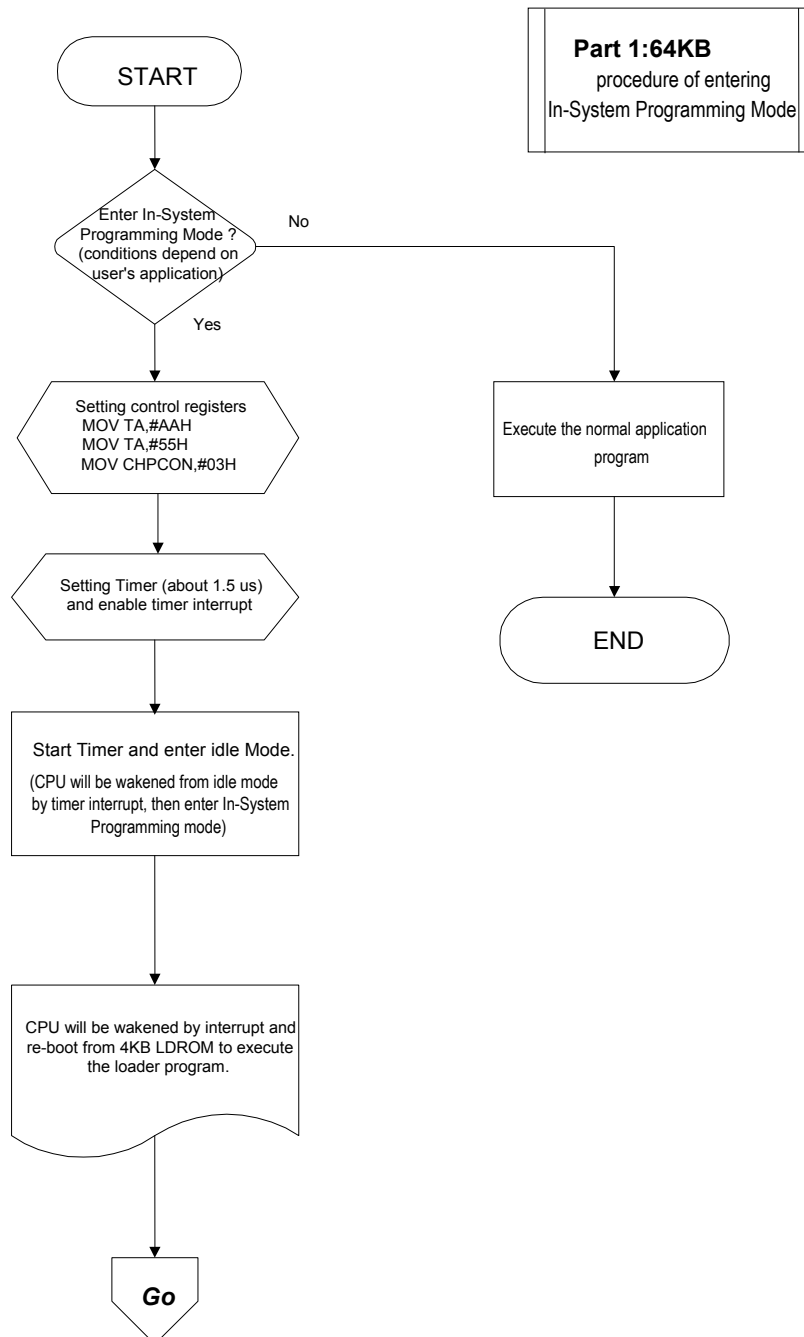 Part 1:64KB
procedure of entering
In-System Programming Mode
START
Enter In-System
Programming Mode ?
(conditions depend on
user's application)
No
Yes
Setting control registers
MOV TA,#AAH
MOV TA,#55H
MOV CHPCON,#03H
Execute the normal application
program
Setting Timer (about 1.5 us)
and enable timer interrupt
END
Start Timer and enter idle Mode.
(CPU will be wakened from idle mode
by timer interrupt, then enter In-System
Programming mode)
CPU will be wakened by interrupt and
re-boot from 4KB LDROM to execute
the loader program.
Go